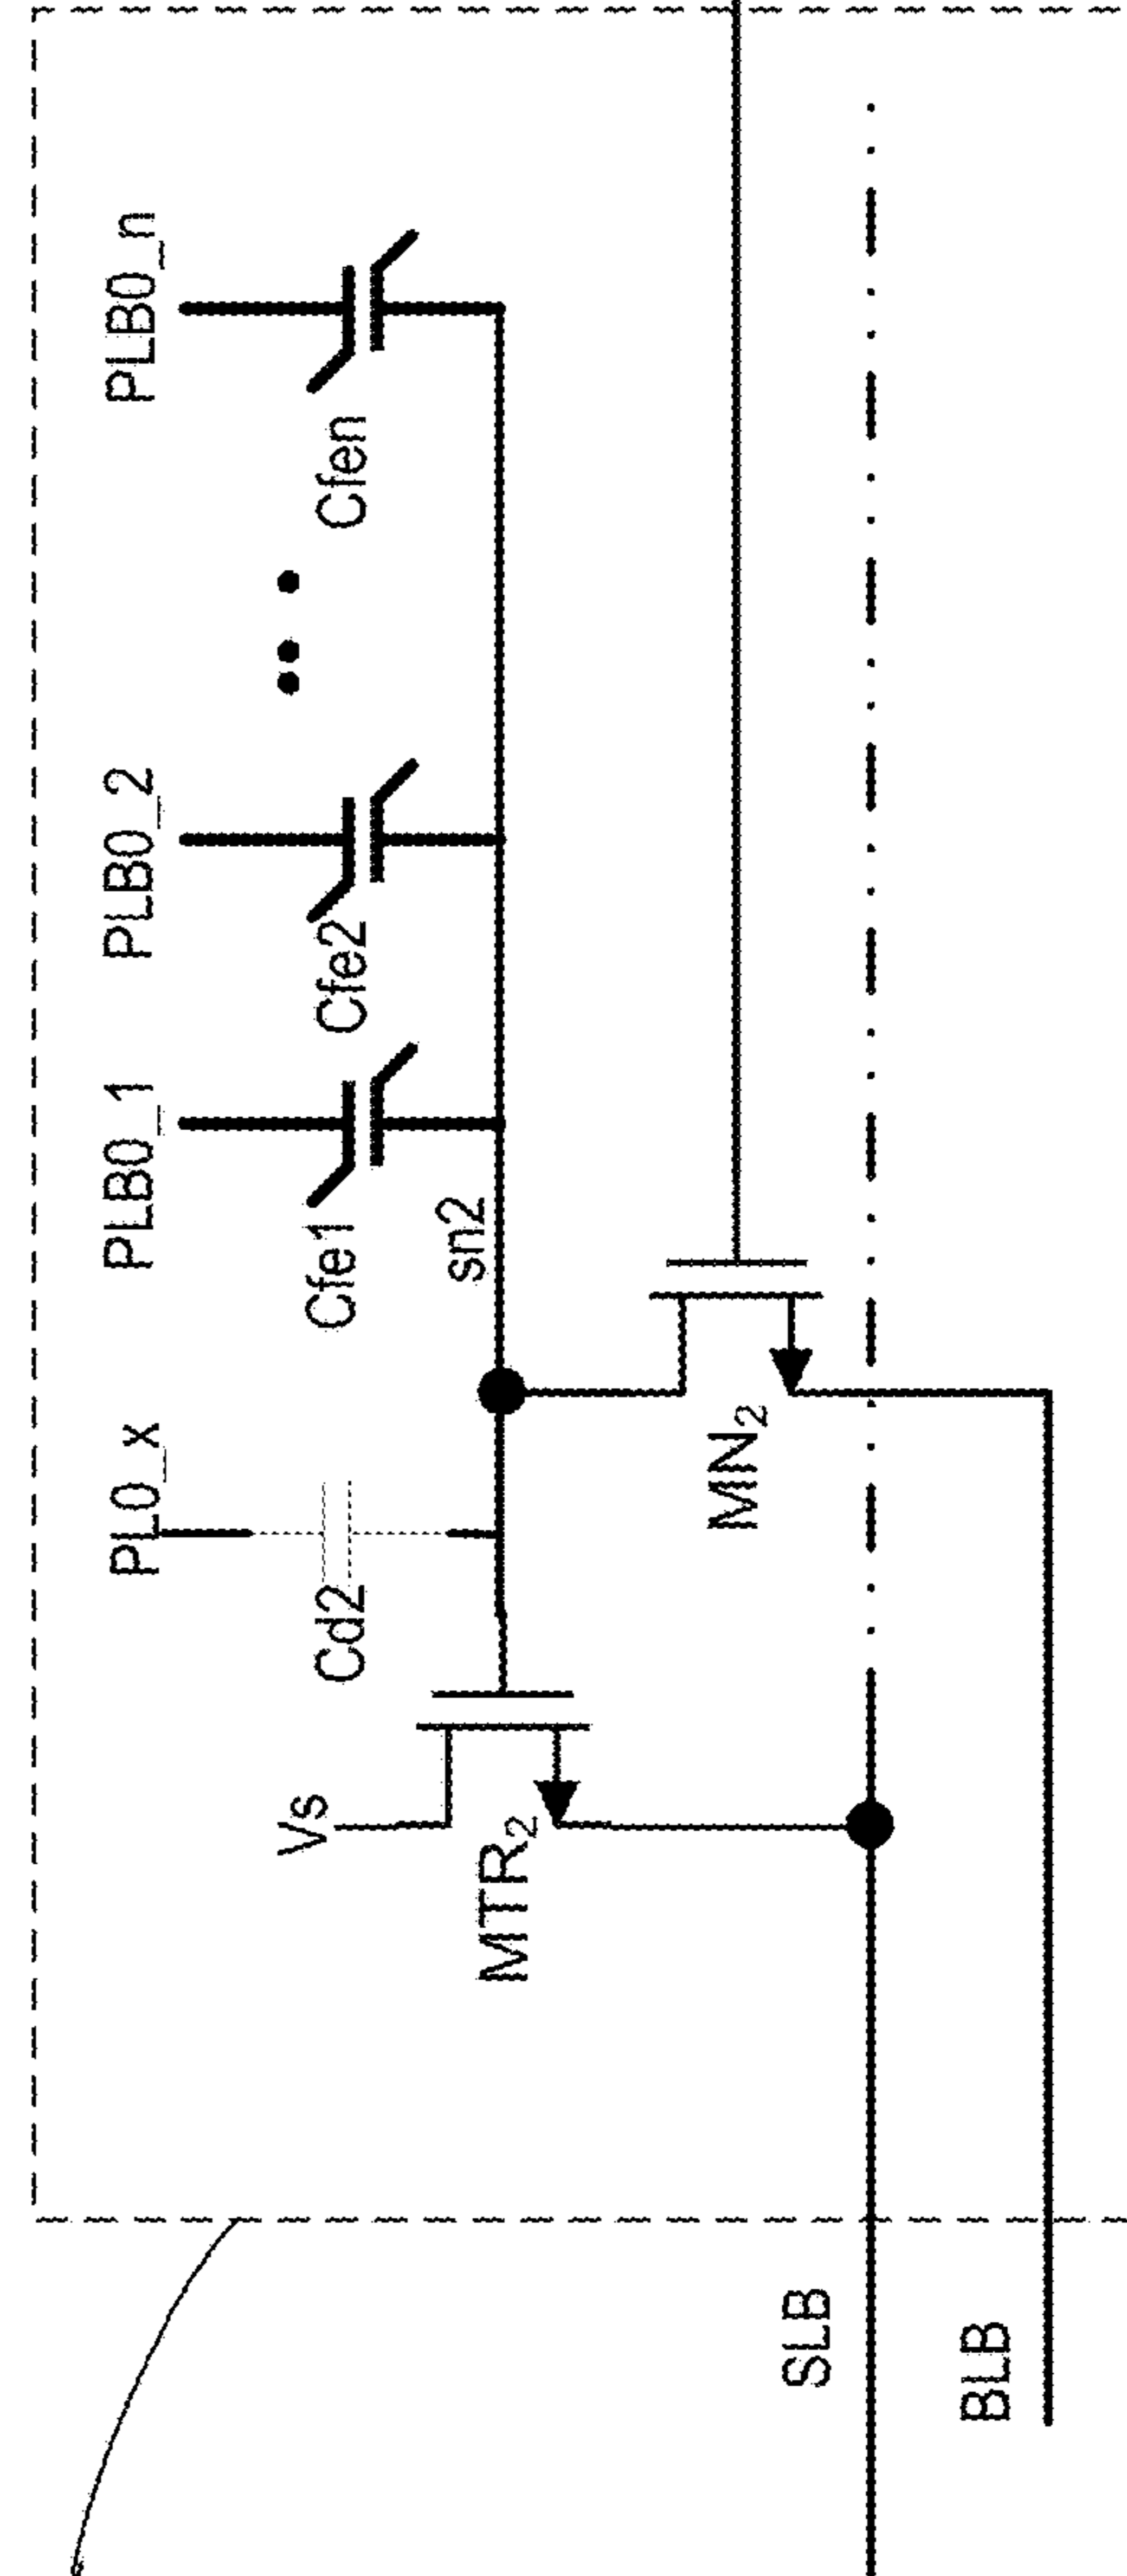 PL0_x
PLB0_1
PLB0_2
PLB0_n
Vs
Cd2
Cfe1
Cfe2
Cfen
sn2
MTR₂
MN₂
SLB
BLB